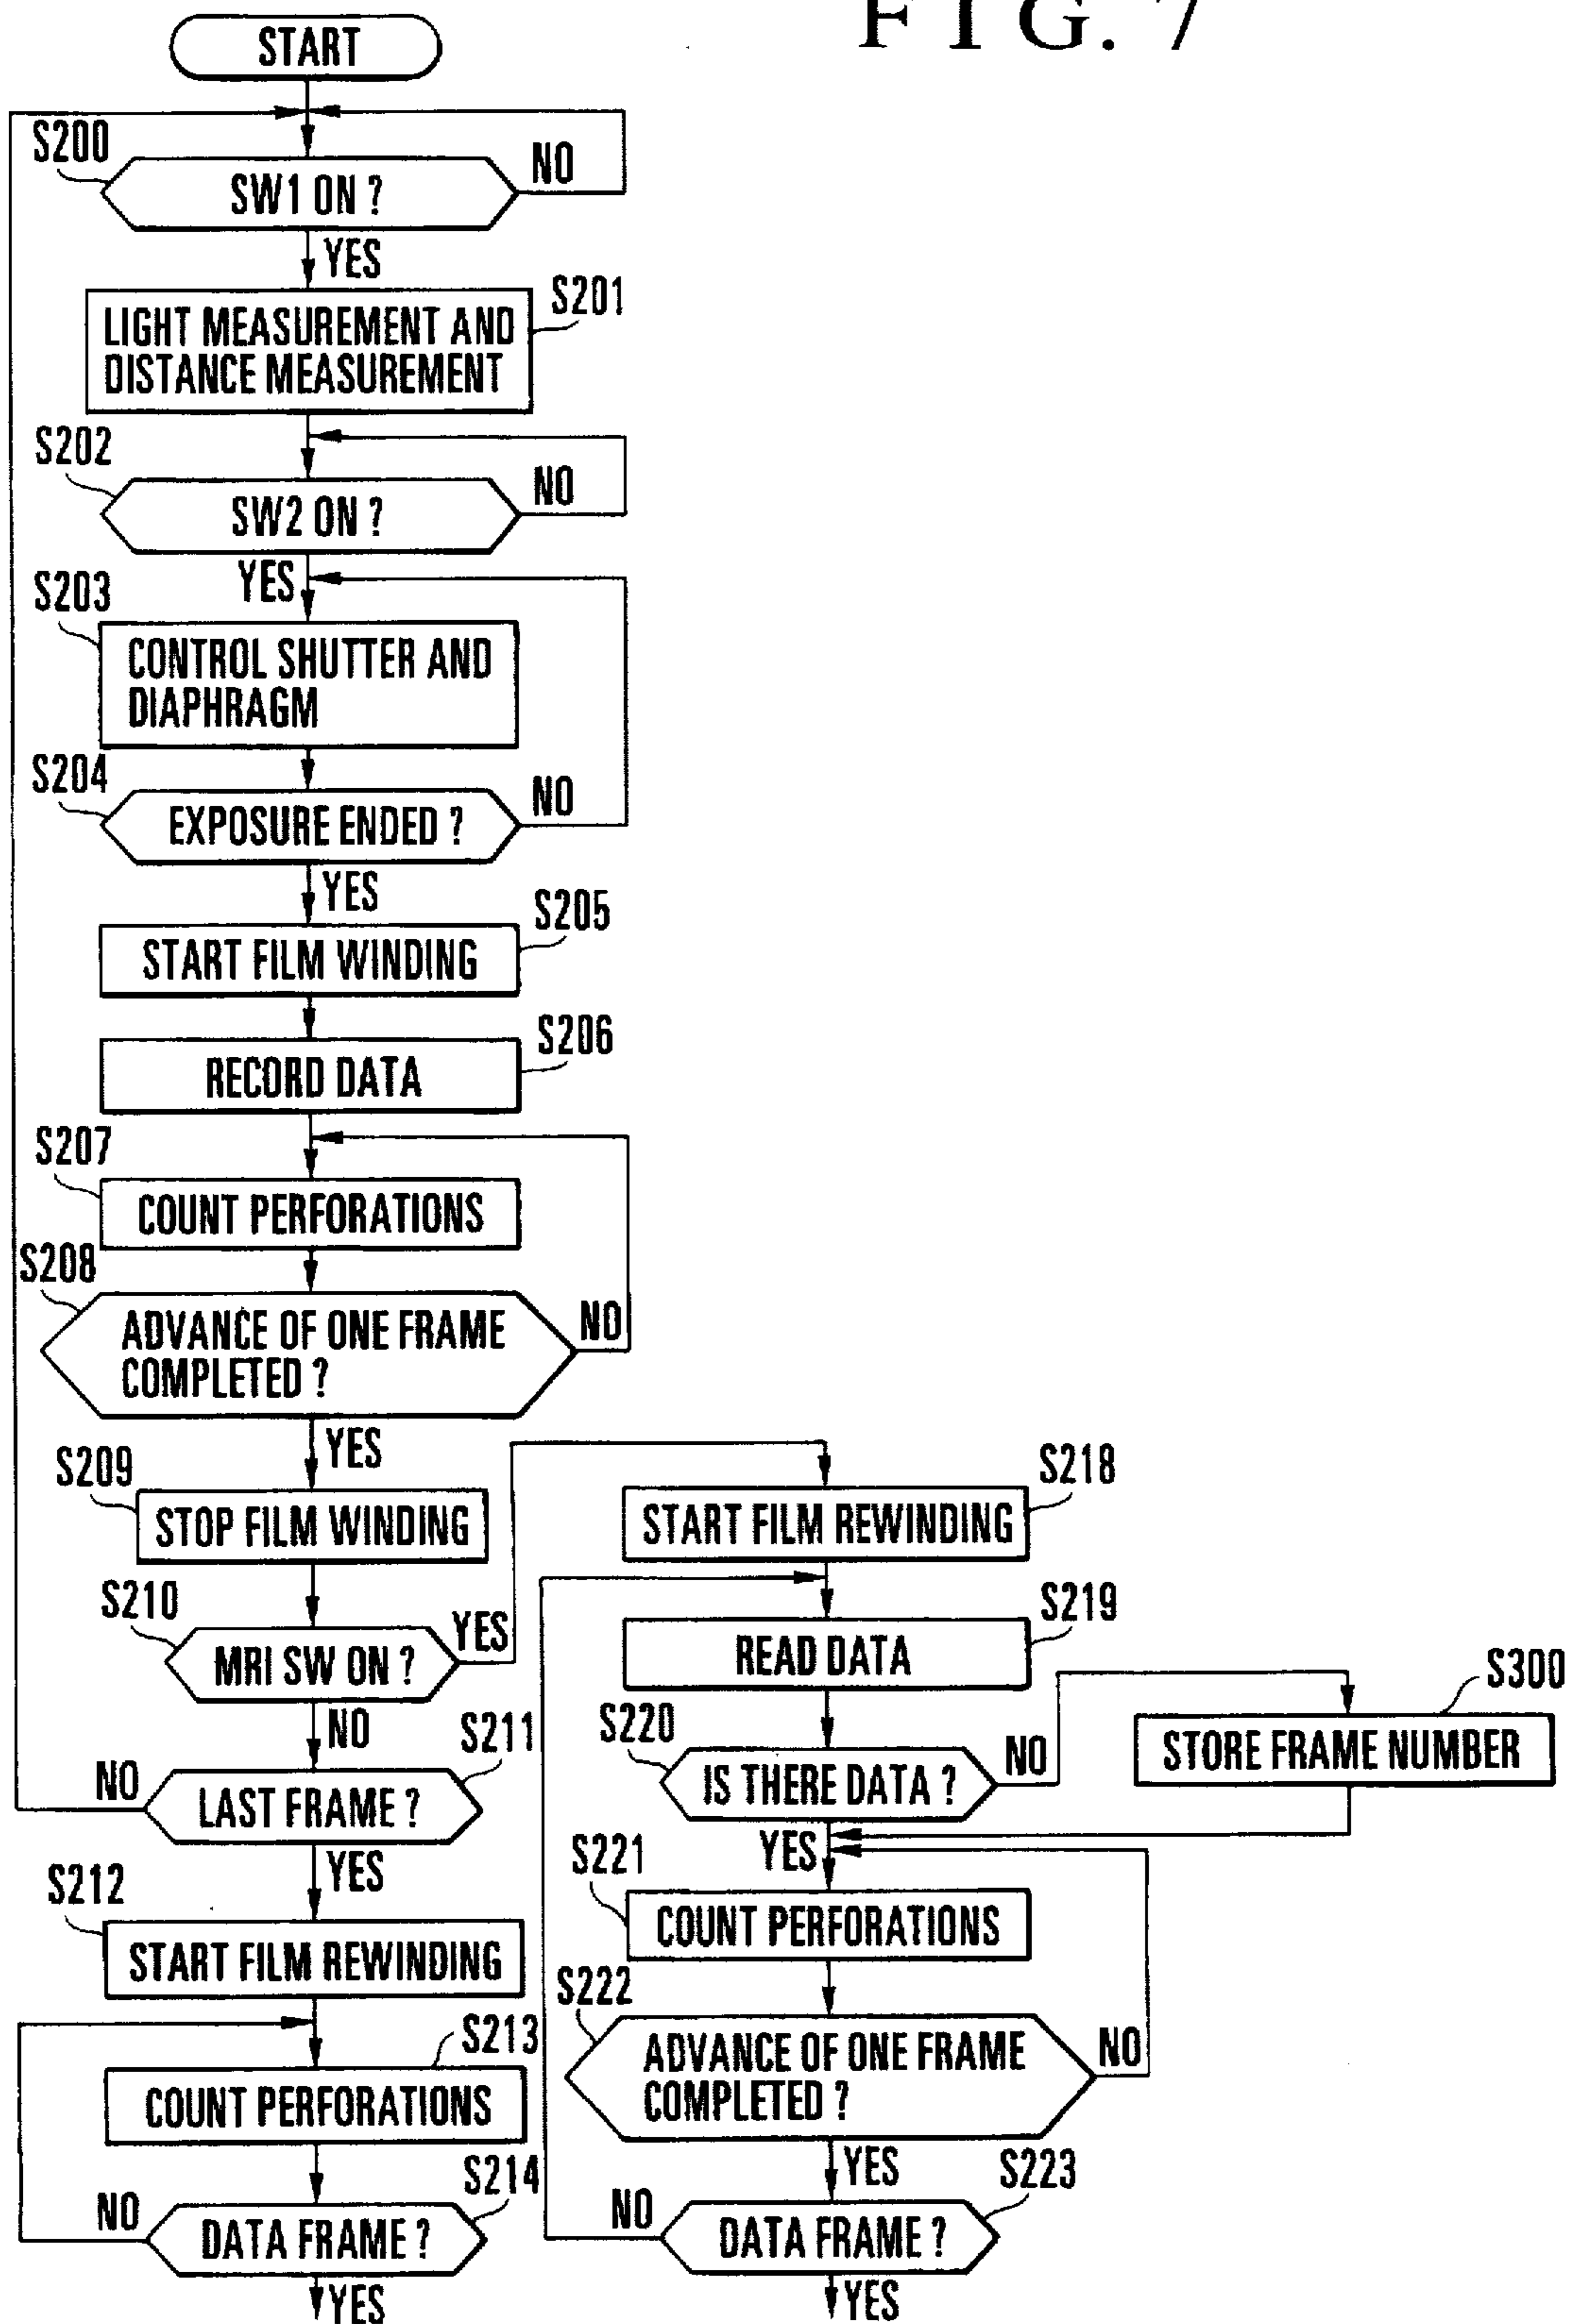 FIG. 7
START
S200
SW1 ON ?
NO
YES
S201
LIGHT MEASUREMENT AND
DISTANCE MEASUREMENT
S202
SW2 ON ?
NO
YES
S203
CONTROL SHUTTER AND
DIAPHRAGM
S204
EXPOSURE ENDED ?
NO
YES
S205
START FILM WINDING
S206
RECORD DATA
S207
COUNT PERFORATIONS
S208
ADVANCE OF ONE FRAME
COMPLETED ?
NO
YES
S209
STOP FILM WINDING
S210
MRI SW ON ?
YES
NO
S211
LAST FRAME ?
NO
YES
S212
START FILM REWINDING
S213
COUNT PERFORATIONS
S214
DATA FRAME ?
NO
YES
S218
START FILM REWINDING
S219
READ DATA
S220
IS THERE DATA ?
NO
S300
STORE FRAME NUMBER
YES
S221
COUNT PERFORATIONS
S222
ADVANCE OF ONE FRAME
COMPLETED ?
NO
YES
S223
DATA FRAME ?
NO
YES